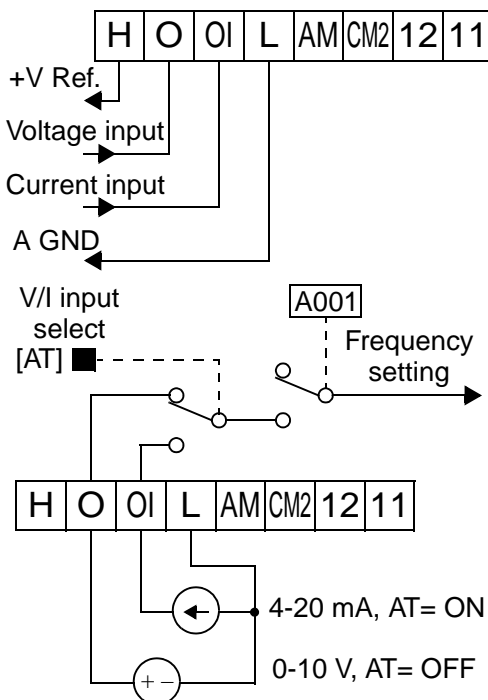 H O OI L AM CM2 12 11
+V Ref.
Voltage input
Current input
A GND
V/I input
select
[AT]
A001
Frequency
setting
H O OI L AM CM2 12 11
4-20 mA, AT= ON
+ −
0-10 V, AT= OFF